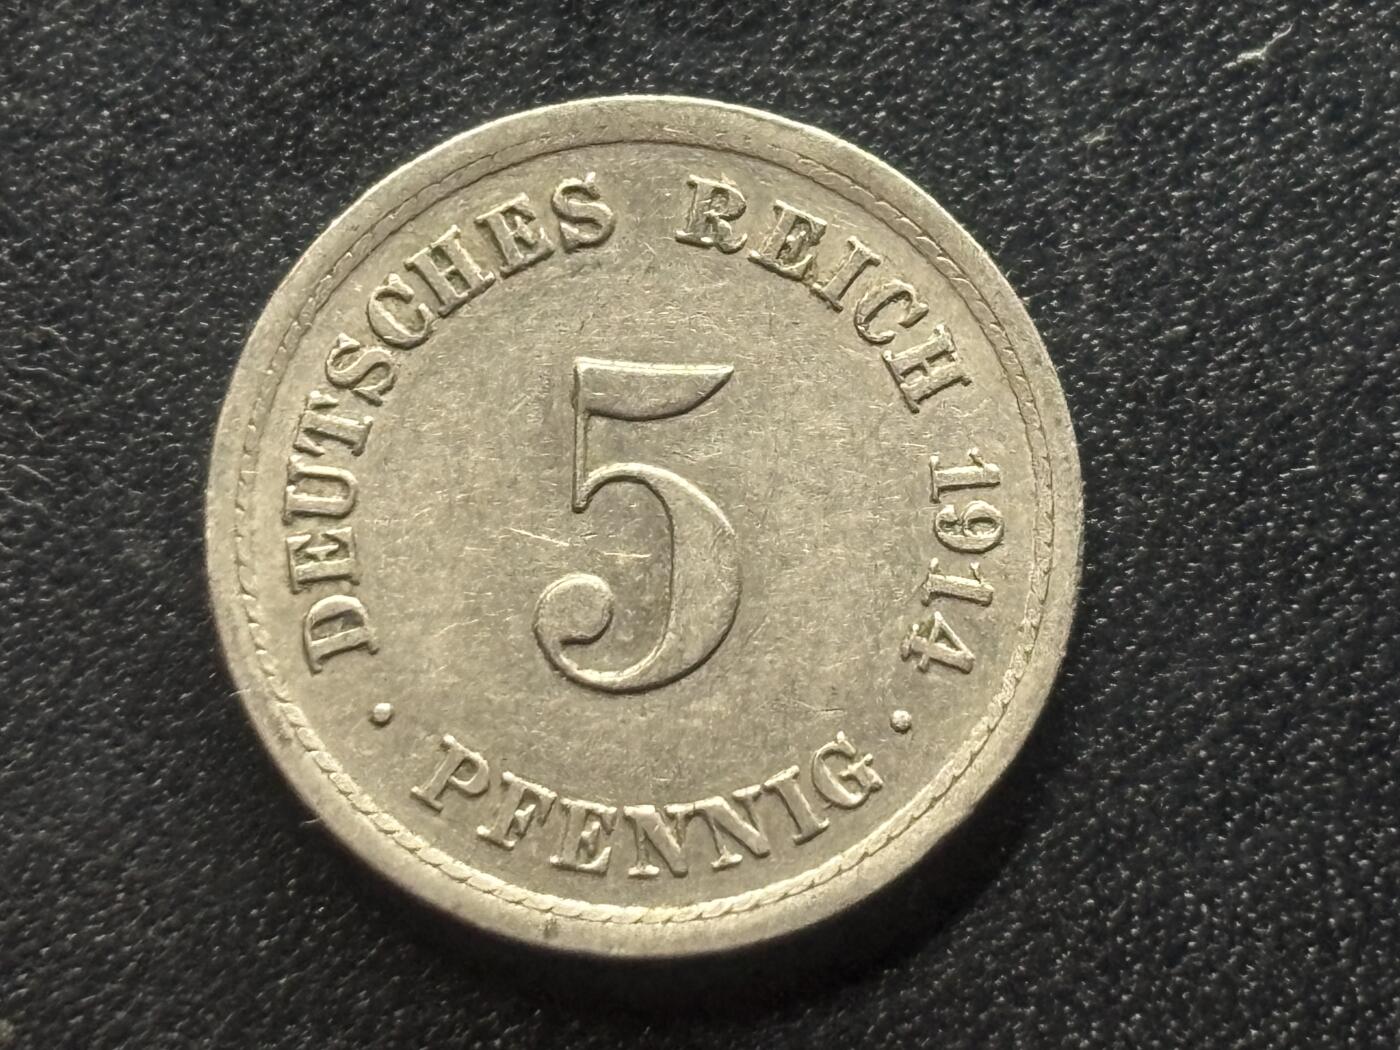 DEUTSCHES REICH 1914
5
· PFENNIG ·